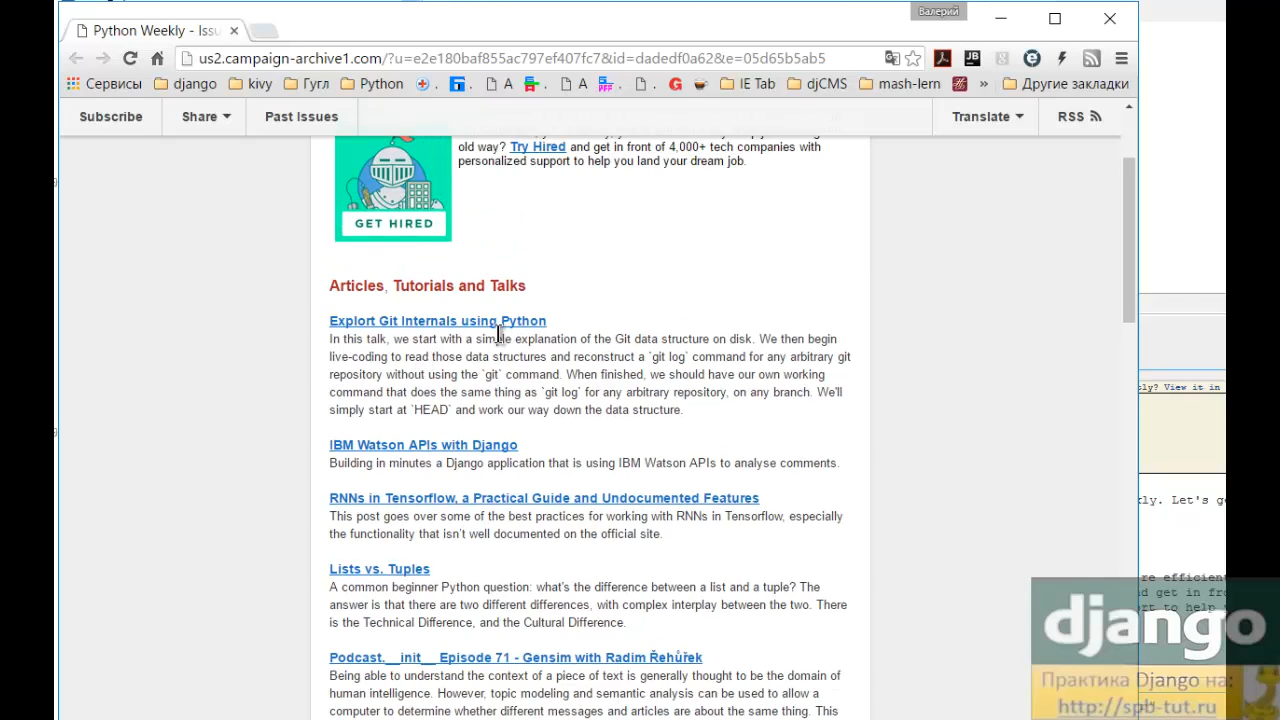 Валерий
Python Weekly - Issu
us2.campaign-archive1.com/?u=e2e180baf855ac797ef407fc7&id=dadedf0a62&e=05d65b5ab5
Сервисы django kivy Гугл Python A A IE Tab djCMS mash-lern » Другие закладки
Subscribe Share Past Issues Translate RSS
old way? Try Hired and get in front of 4,000+ tech companies with
personalized support to help you land your dream job.
GET HIRED
Articles, Tutorials and Talks
Explort Git Internals using Python
In this talk, we start with a simple explanation of the Git data structure on disk. We then begin
live-coding to read those data structures and reconstruct a `git log` command for any arbitrary git
repository without using the `git` command. When finished, we should have our own working
command that does the same thing as `git log` for any arbitrary repository, on any branch. We'll
simply start at `HEAD` and work our way down the data structure.
IBM Watson APIs with Django
Building in minutes a Django application that is using IBM Watson APIs to analyse comments.
RNNs in Tensorflow, a Practical Guide and Undocumented Features
This post goes over some of the best practices for working with RNNs in Tensorflow, especially
the functionality that isn't well documented on the official site.
Lists vs. Tuples
A common beginner Python question: what's the difference between a list and a tuple? The
answer is that there are two different differences, with complex interplay between the two. There
is the Technical Difference, and the Cultural Difference.
Podcast.__init__ Episode 71 - Gensim with Radim Řehůřek
Being able to understand the context of a piece of text is generally thought to be the domain of
human intelligence. However, topic modeling and semantic analysis can be used to allow a
computer to determine whether different messages and articles are about the same thing. This
ly? View it in
ly. Let's g
re efficien
nd get in fr
rt to help
django
Практика Django на:
http://spb-tut.ru